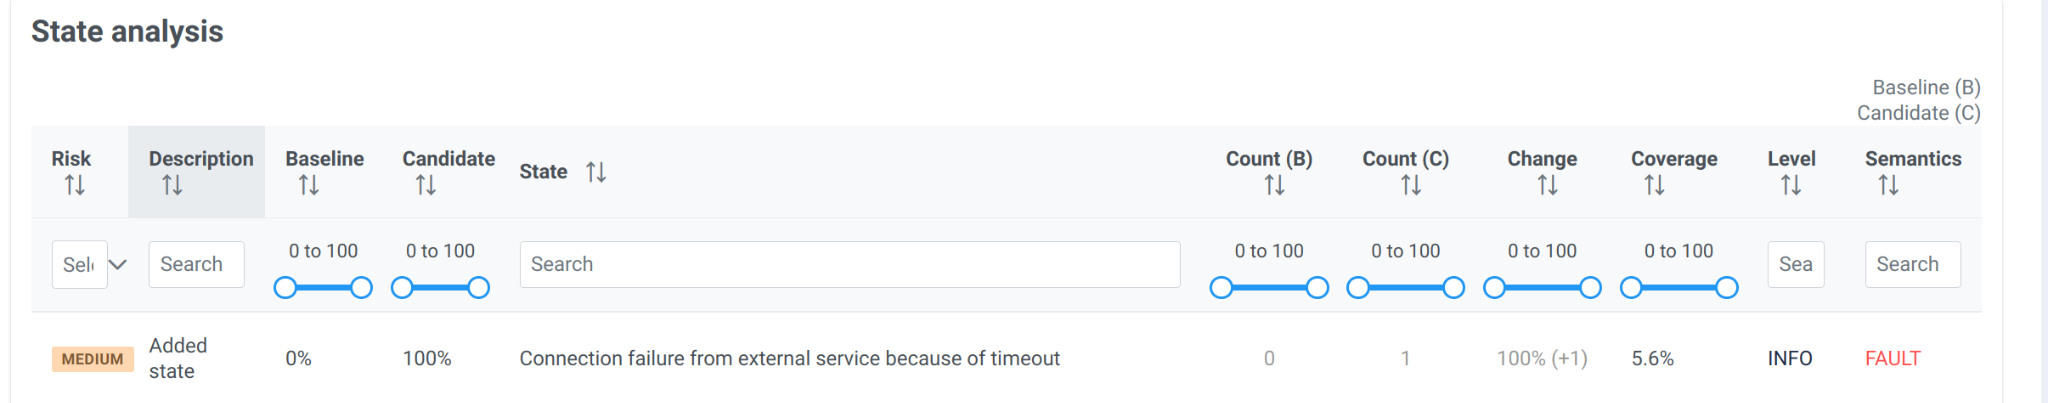 State analysis
Baseline (B)
Candidate (C)
Risk Description Baseline Candidate State Count (B) Count (C) Change Coverage Level Semantics
0 to 100 0 to 100 0 to 100 0 to 100 0 to 100 0 to 100
Sel Search Search Sea Search
MEDIUM Added state 0% 100% Connection failure from external service because of timeout 0 1 100% (+1) 5.6% INFO FAULT